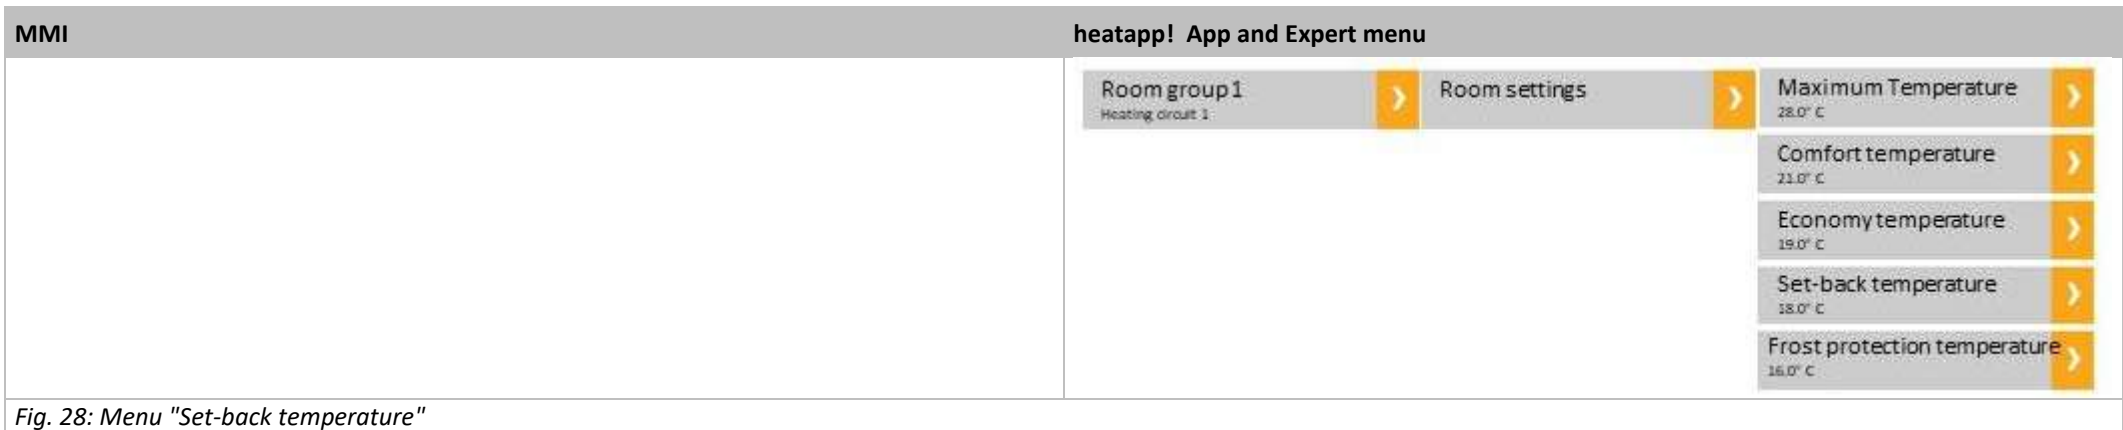 MMI
heatapp! App and Expert menu
Room group 1
Heating circuit 1
Room settings
Maximum Temperature
28.0° C
Comfort temperature
21.0° C
Economy temperature
19.0° C
Set-back temperature
18.0° C
Frost protection temperature
16.0° C
Fig. 28: Menu "Set-back temperature"